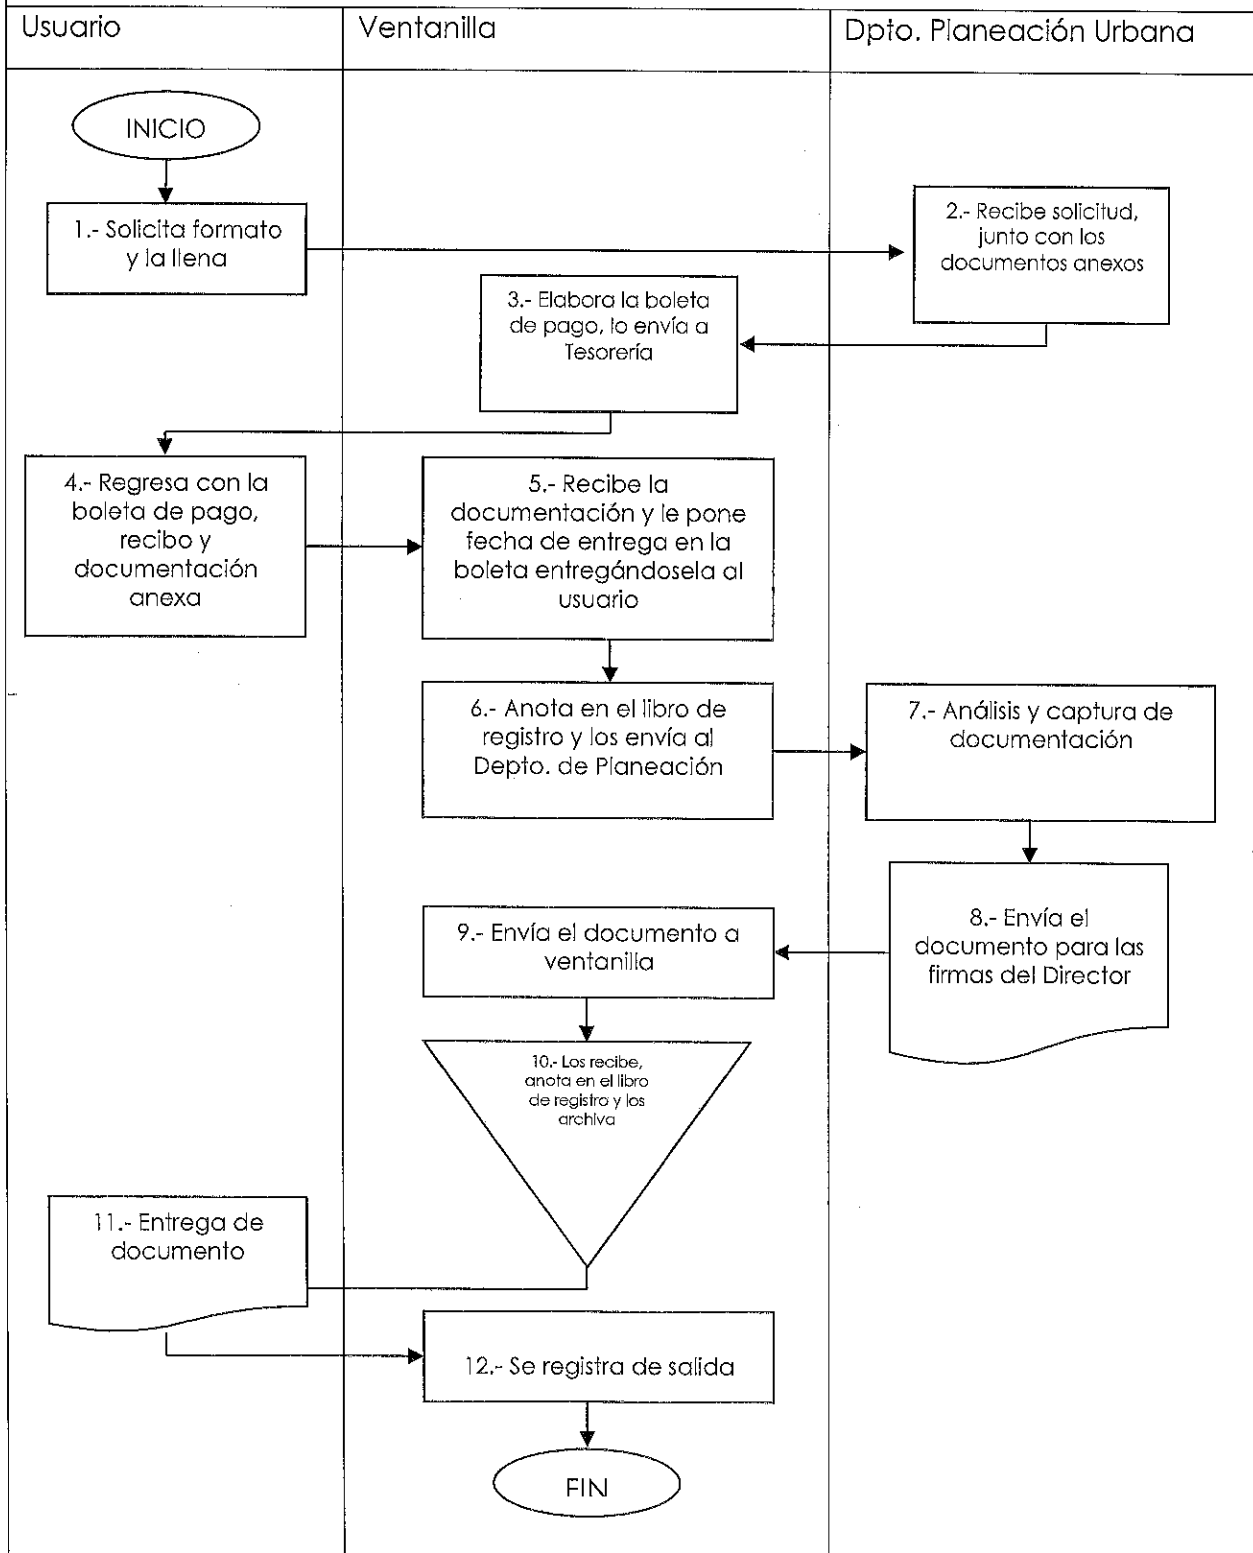 Usuario
Ventanilla
Dpto. Planeación Urbana
INICIO
1.- Solicita formato
y la llena
2.- Recibe solicitud,
junto con los
documentos anexos
3.- Elabora la boleta
de pago, lo envía a
Tesorería
4.- Regresa con la
boleta de pago,
recibo y
documentación
anexa
5.- Recibe la
documentación y le pone
fecha de entrega en la
boleta entregándosela al
usuario
6.- Anota en el libro de
registro y los envía al
Depto. de Planeación
7.- Análisis y captura de
documentación
8.- Envía el
documento para las
firmas del Director
9.- Envía el documento a
ventanilla
10.- Los recibe,
anota en el libro
de registro y los
archiva
11.- Entrega de
documento
12.- Se registra de salida
FIN